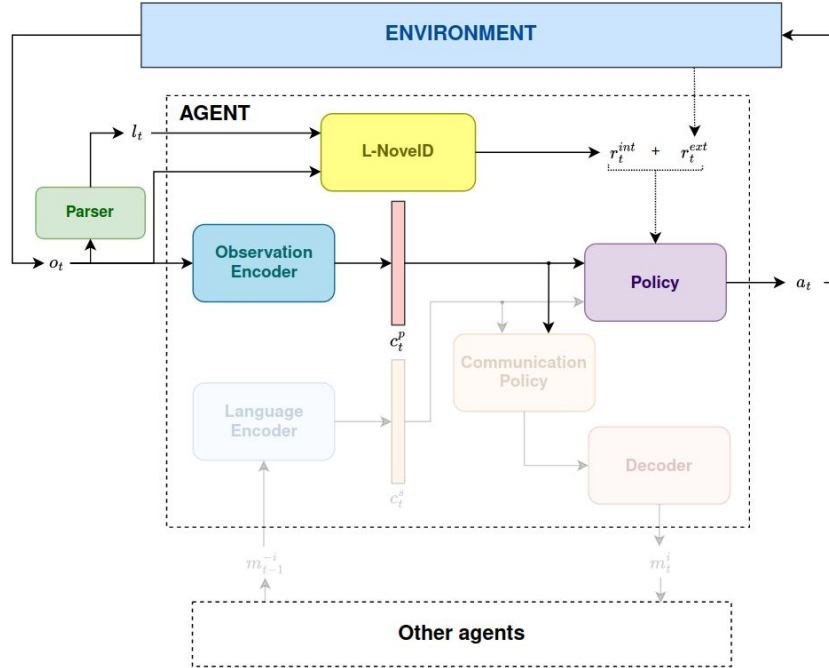 ENVIRONMENT
AGENT
l_t
L-NovelD
r_t^{int} + r_t^{ext}
Parser
o_t
Observation
Encoder
Policy
a_t
c_t^p
Communication
Policy
Language
Encoder
Decoder
c_t^s
m_{t-1}^{-i}
m_t^i
Other agents